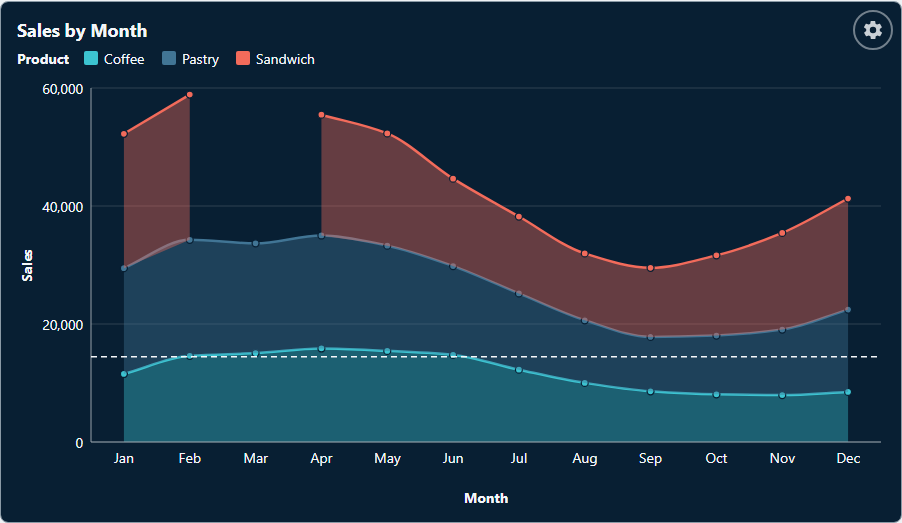 Sales by Month
Product Coffee Pastry Sandwich
60,000
40,000
20,000
0
Sales
Jan Feb Mar Apr May Jun Jul Aug Sep Oct Nov Dec
Month